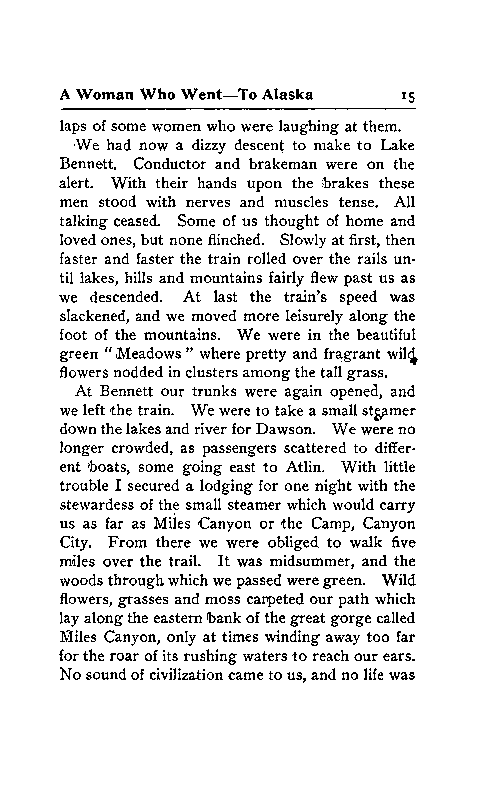 A Woman Who Went—To Alaska 15
laps of some women who were laughing at them.
We had now a dizzy descent to make to Lake
Bennett. Conductor and brakeman were on the
alert. With their hands upon the brakes these
men stood with nerves and muscles tense. All
talking ceased. Some of us thought of home and
loved ones, but none flinched. Slowly at first, then
faster and faster the train rolled over the rails un-
til lakes, hills and mountains fairly flew past us as
we descended. At last the train's speed was
slackened, and we moved more leisurely along the
foot of the mountains. We were in the beautiful
green "Meadows" where pretty and fragrant wild
flowers nodded in clusters among the tall grass.
At Bennett our trunks were again opened, and
we left the train. We were to take a small steamer
down the lakes and river for Dawson. We were no
longer crowded, as passengers scattered to differ-
ent boats, some going east to Atlin. With little
trouble I secured a lodging for one night with the
stewardess of the small steamer which would carry
us as far as Miles Canyon or the Camp, Canyon
City. From there we were obliged to walk five
miles over the trail. It was midsummer, and the
woods through which we passed were green. Wild
flowers, grasses and moss carpeted our path which
lay along the eastern bank of the great gorge called
Miles Canyon, only at times winding away too far
for the roar of its rushing waters to reach our ears.
No sound of civilization came to us, and no life was